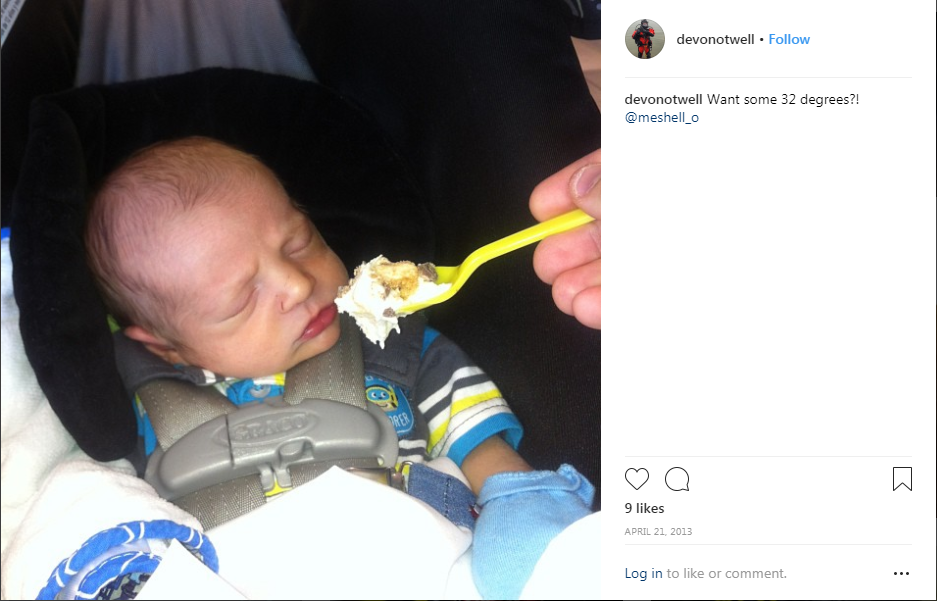 devonotwell • Follow
devonotwell Want some 32 degrees?!
@meshell_o
GRACO
9 likes
APRIL 21, 2013
Log in to like or comment.